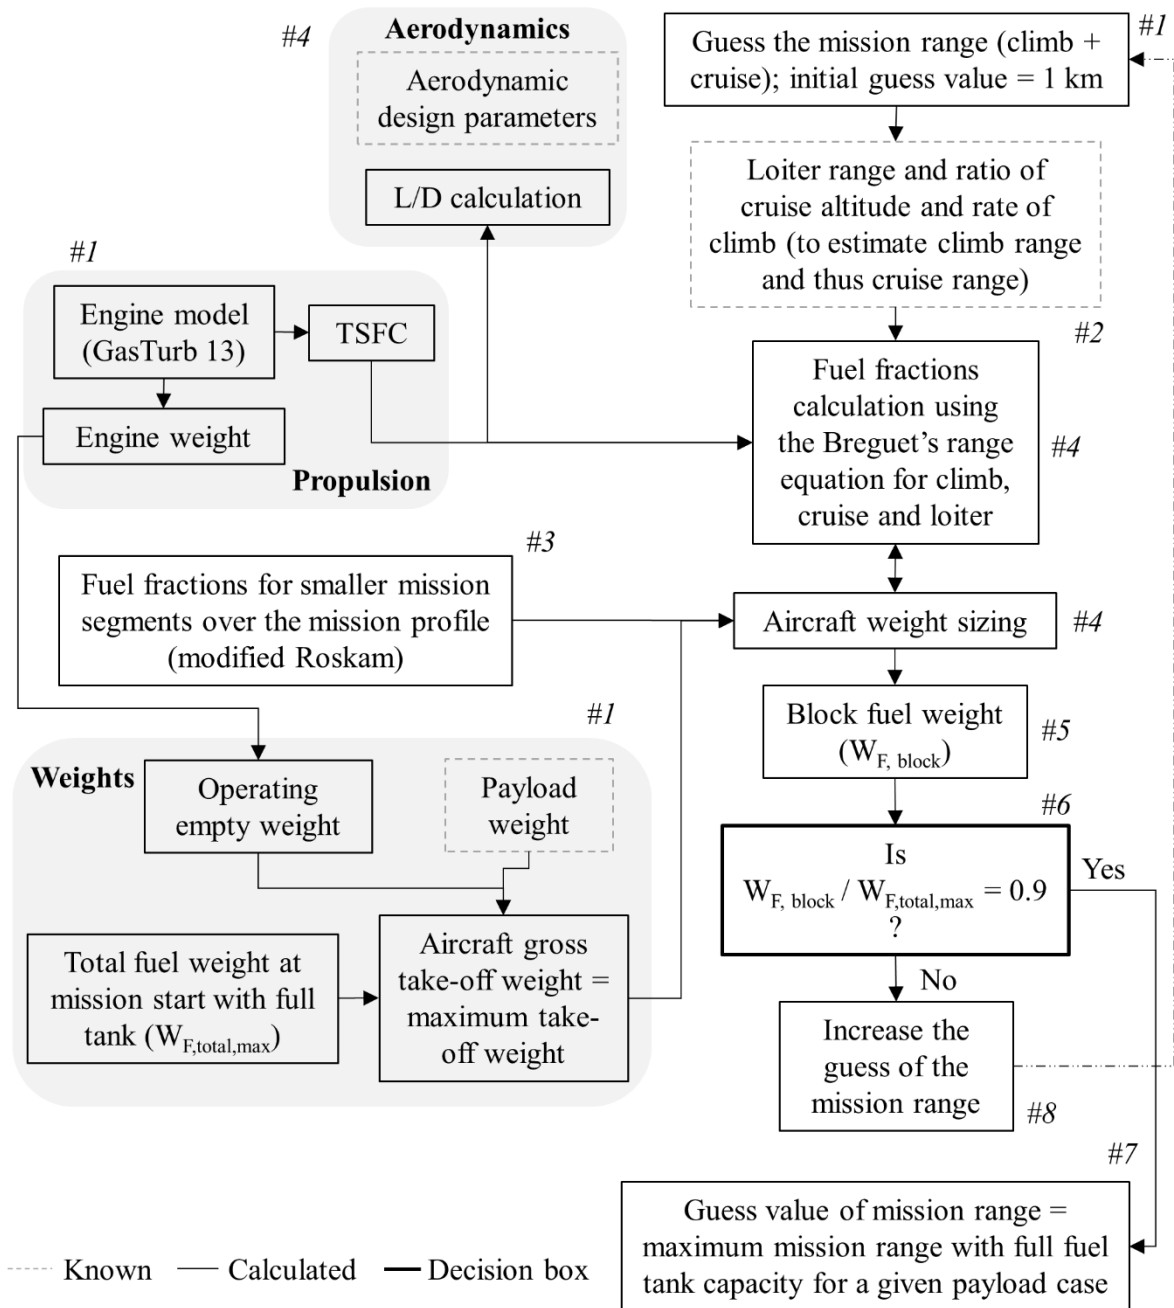 #4
Aerodynamics
Aerodynamic
design parameters
L/D calculation
#1
Guess the mission range (climb +
cruise); initial guess value = 1 km
Loiter range and ratio of
cruise altitude and rate of
climb (to estimate climb range
and thus cruise range)
#1
Engine model
(GasTurb 13)
TSFC
Engine weight
Propulsion
#2
Fuel fractions
calculation using
the Breguet's range
equation for climb,
cruise and loiter
#4
#3
Fuel fractions for smaller mission
segments over the mission profile
(modified Roskam)
Aircraft weight sizing
#4
#1
Weights
Operating
empty weight
Payload
weight
Total fuel weight at
mission start with full
tank (WF,total,max)
Aircraft gross
take-off weight =
maximum take-
off weight
Block fuel weight
(WF, block)
#5
#6
Is
WF, block / WF,total,max = 0.9
?
Yes
No
Increase the
guess of the
mission range
#8
#7
Guess value of mission range =
maximum mission range with full fuel
tank capacity for a given payload case
Known
Calculated
Decision box